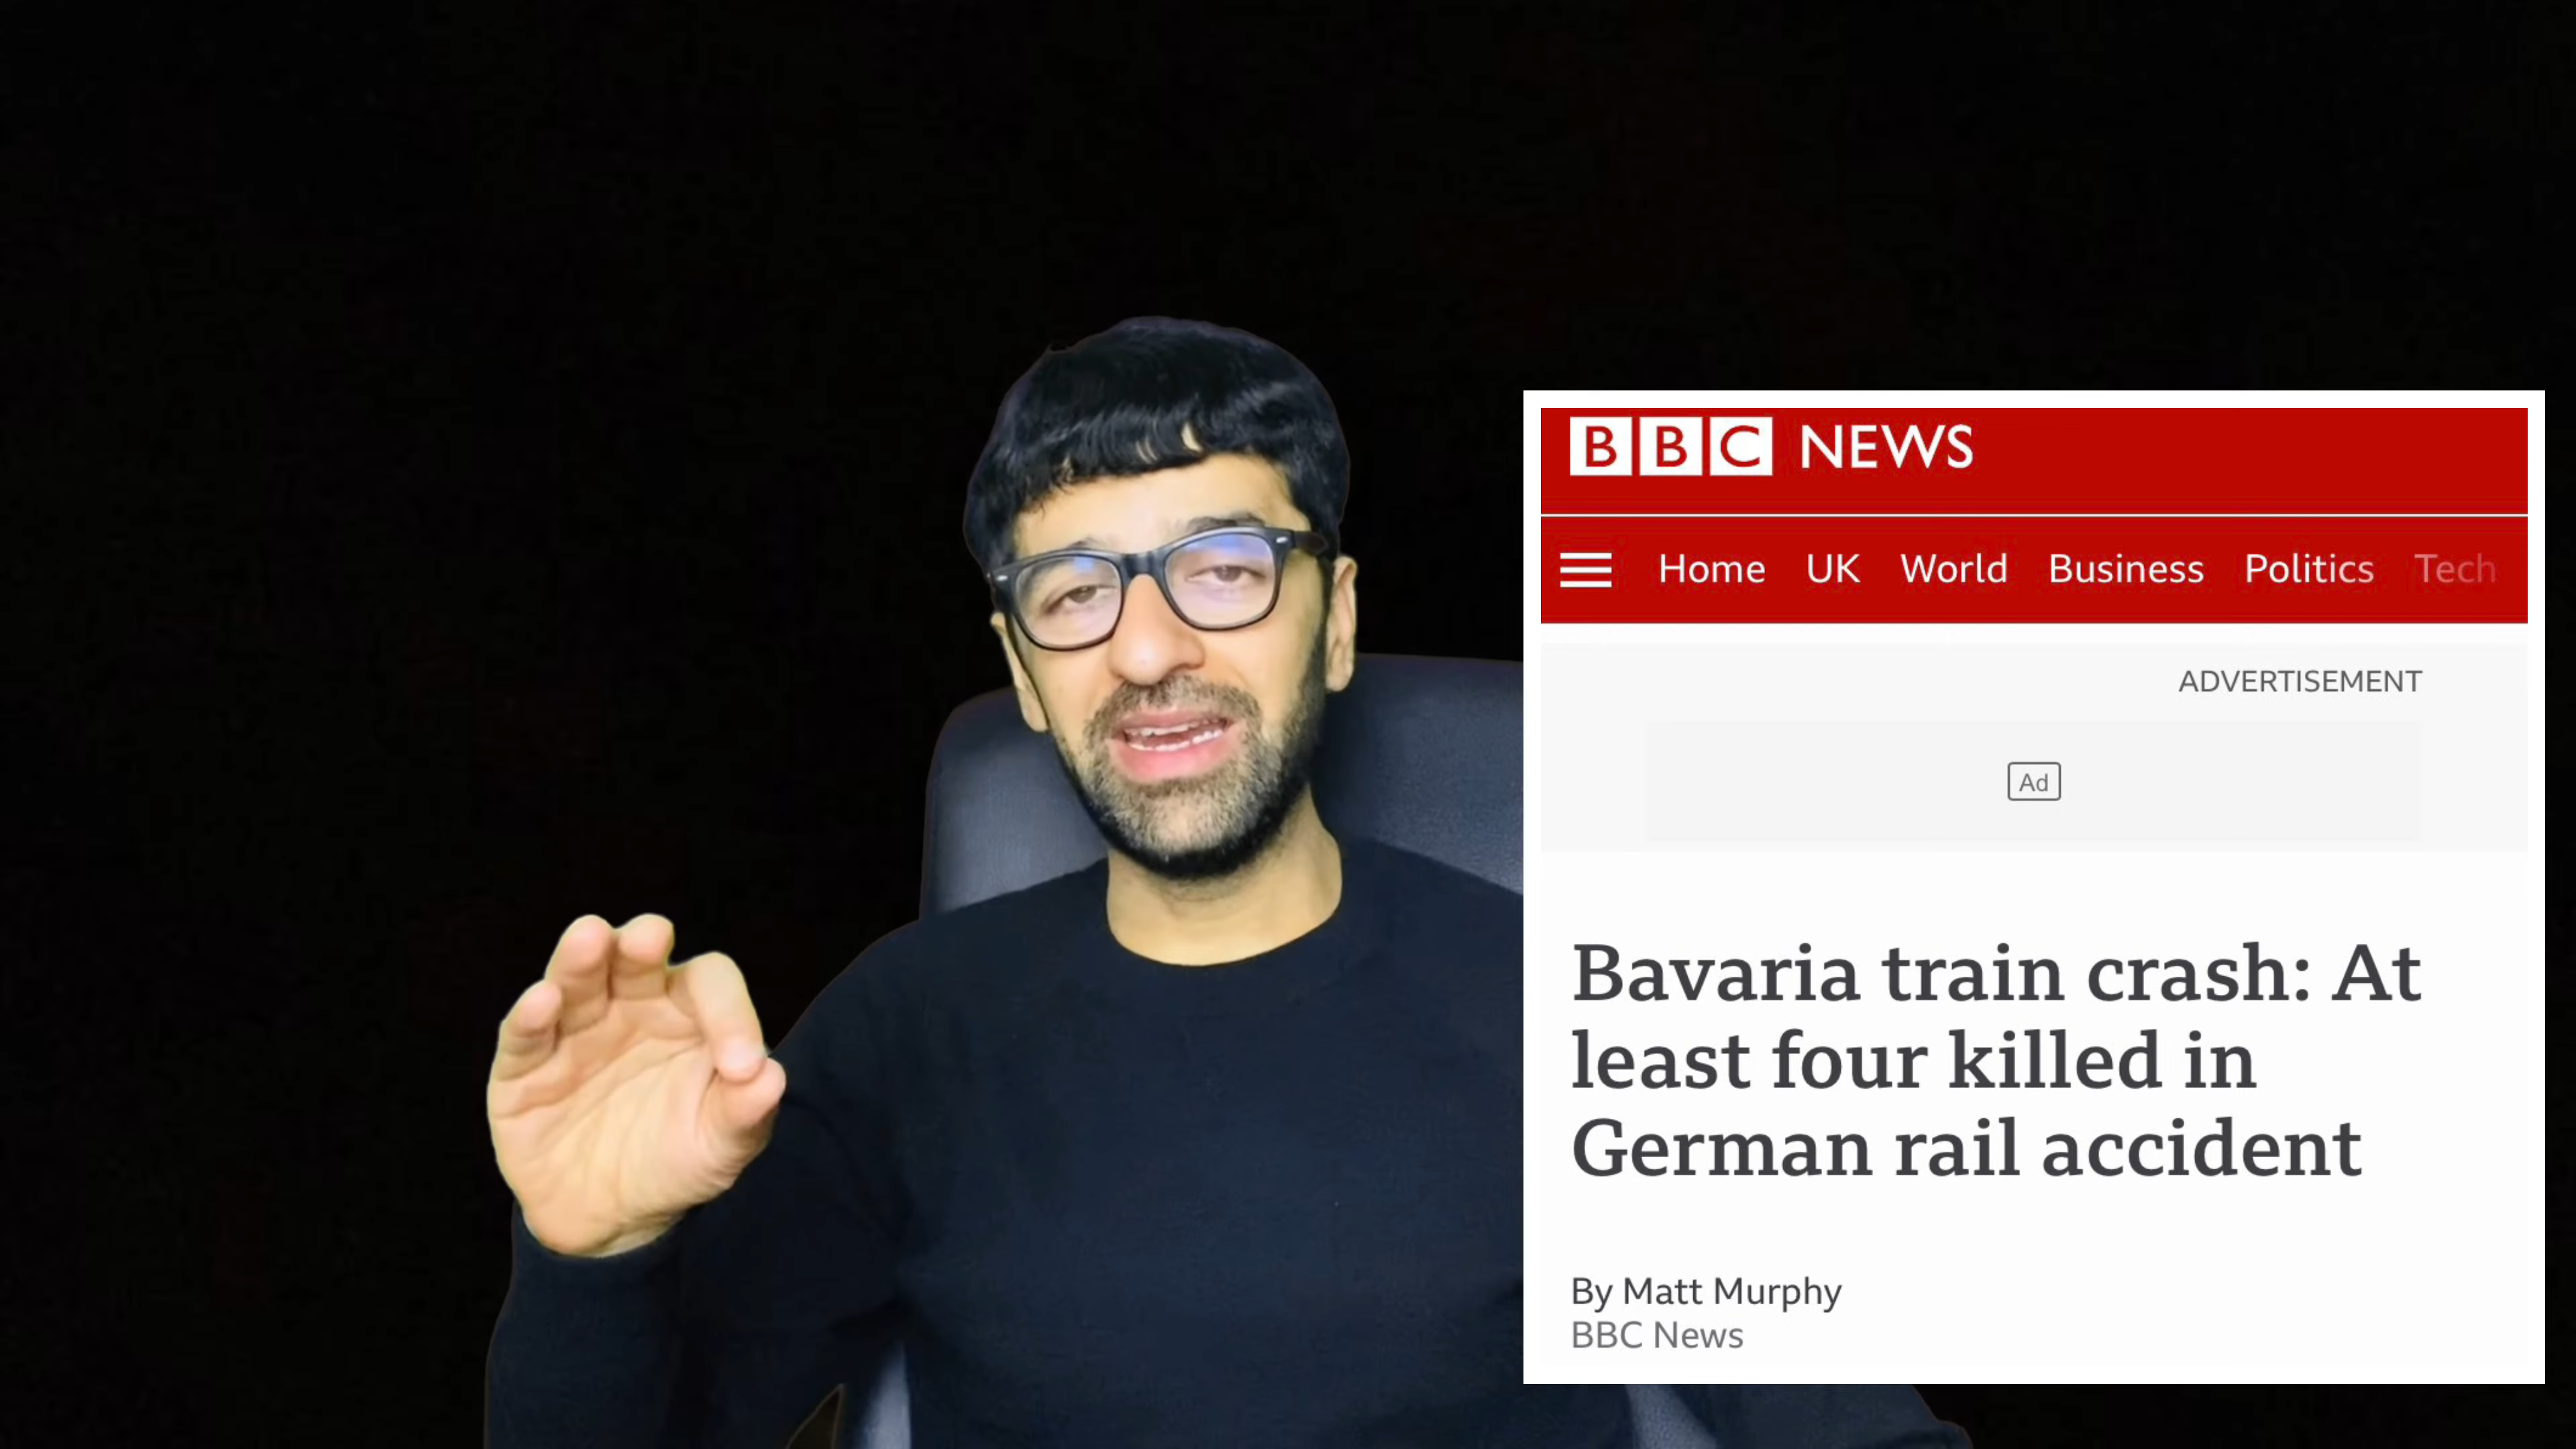 BBC NEWS
Home UK World Business Politics Tech
ADVERTISEMENT
Ad
Bavaria train crash: At
least four killed in
German rail accident
By Matt Murphy
BBC News